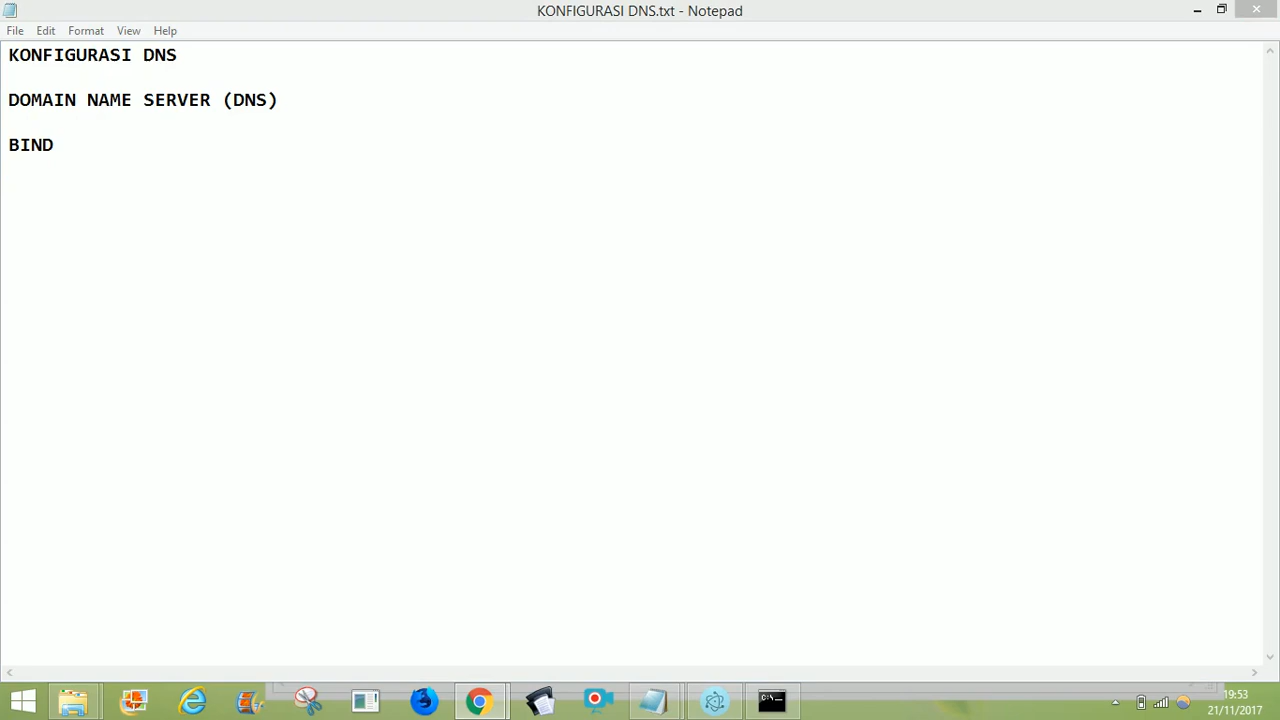 KONFIGURASI DNS.txt - Notepad
File Edit Format View Help
KONFIGURASI DNS
DOMAIN NAME SERVER (DNS)
BIND
19:53
21/11/2017